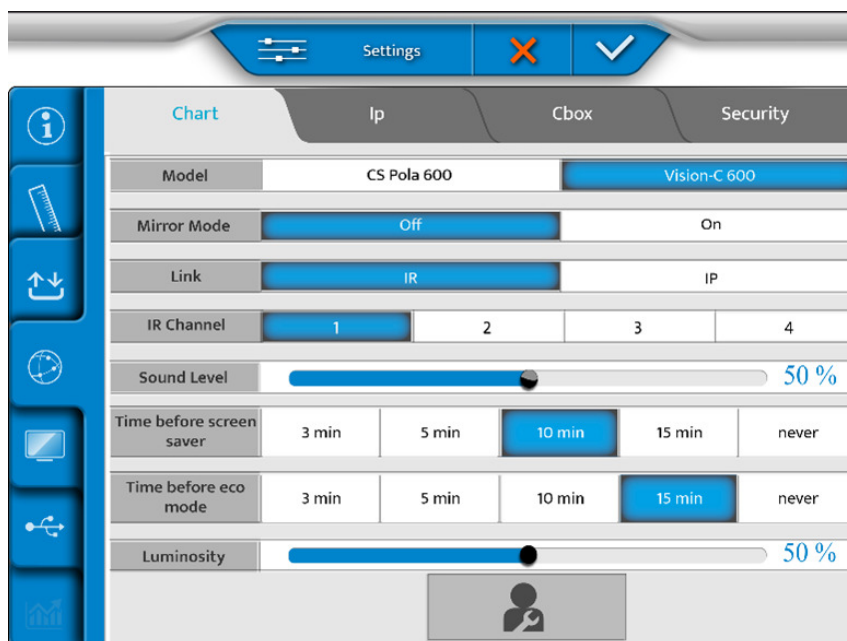 Settings
Chart Ip Cbox Security
Model CS Pola 600 Vision-C 600
Mirror Mode Off On
Link IR IP
IR Channel 1 2 3 4
Sound Level 50 %
Time before screen
saver 3 min 5 min 10 min 15 min never
Time before eco
mode 3 min 5 min 10 min 15 min never
Luminosity 50 %